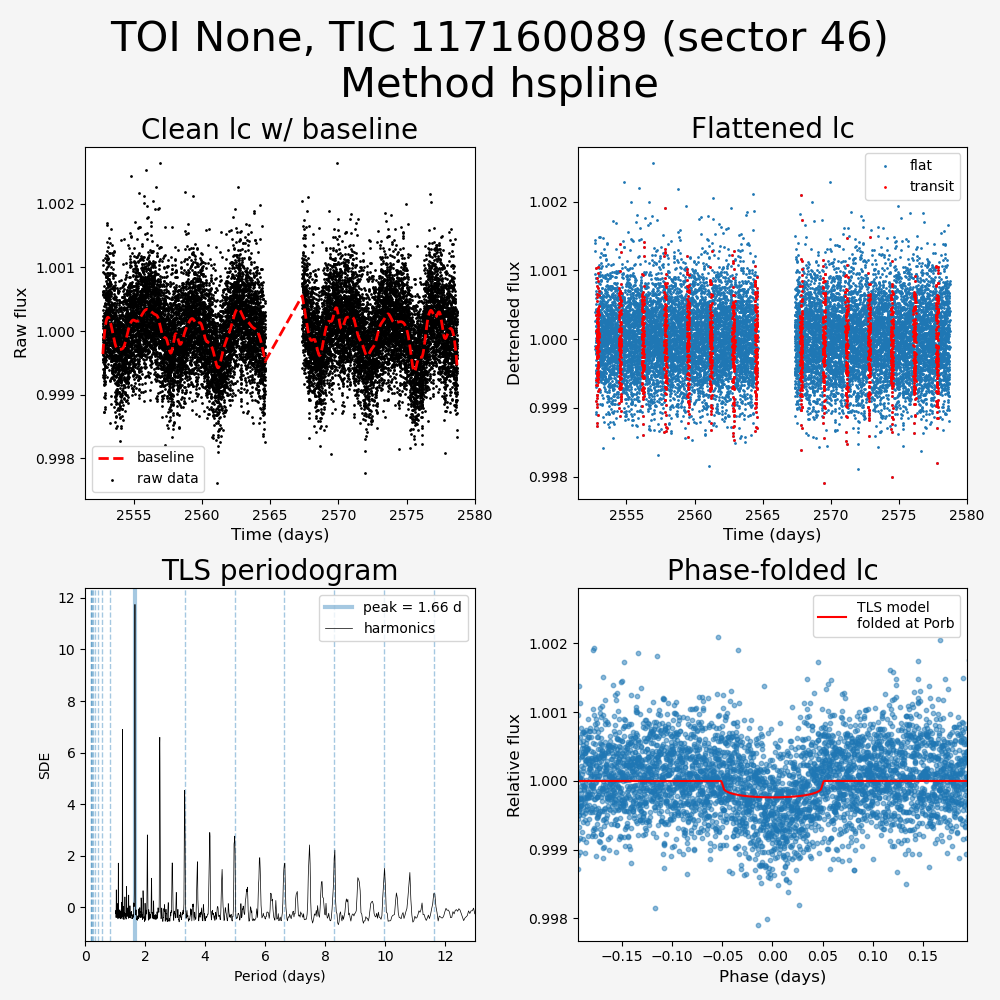 TOI None, TIC 117160089 (sector 46)
Method hspline
Clean lc w/ baseline
Raw flux
1.002
1.001
1.000
0.999
0.998
baseline
raw data
2555
2560
2565
2570
2575
2580
Time (days)
Flattened lc
Detrended flux
1.002
1.001
1.000
0.999
0.998
flat
transit
2555
2560
2565
2570
2575
2580
Time (days)
TLS periodogram
SDE
12
10
8
6
4
2
0
peak = 1.66 d
harmonics
0
2
4
6
8
10
12
Period (days)
Phase-folded lc
Relative flux
1.002
1.001
1.000
0.999
0.998
TLS model
folded at Porb
−0.15
−0.10
−0.05
0.00
0.05
0.10
0.15
Phase (days)